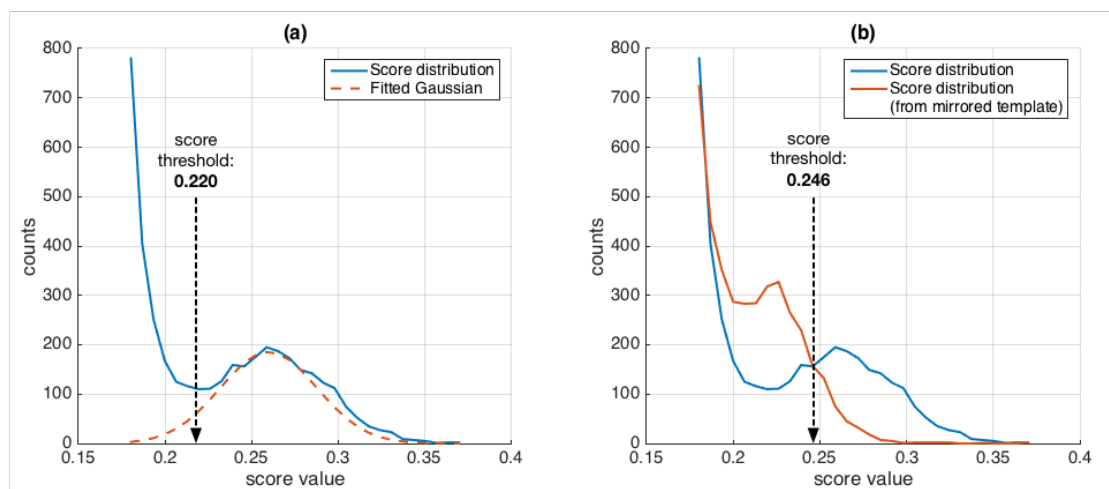 (a)
800
700
600
500
400
300
200
100
0
counts
0.15
0.2
0.25
0.3
0.35
0.4
score value
Score distribution
Fitted Gaussian
score
threshold:
0.220
(b)
800
700
600
500
400
300
200
100
0
counts
0.15
0.2
0.25
0.3
0.35
0.4
score value
Score distribution
Score distribution
(from mirrored template)
score
threshold:
0.246